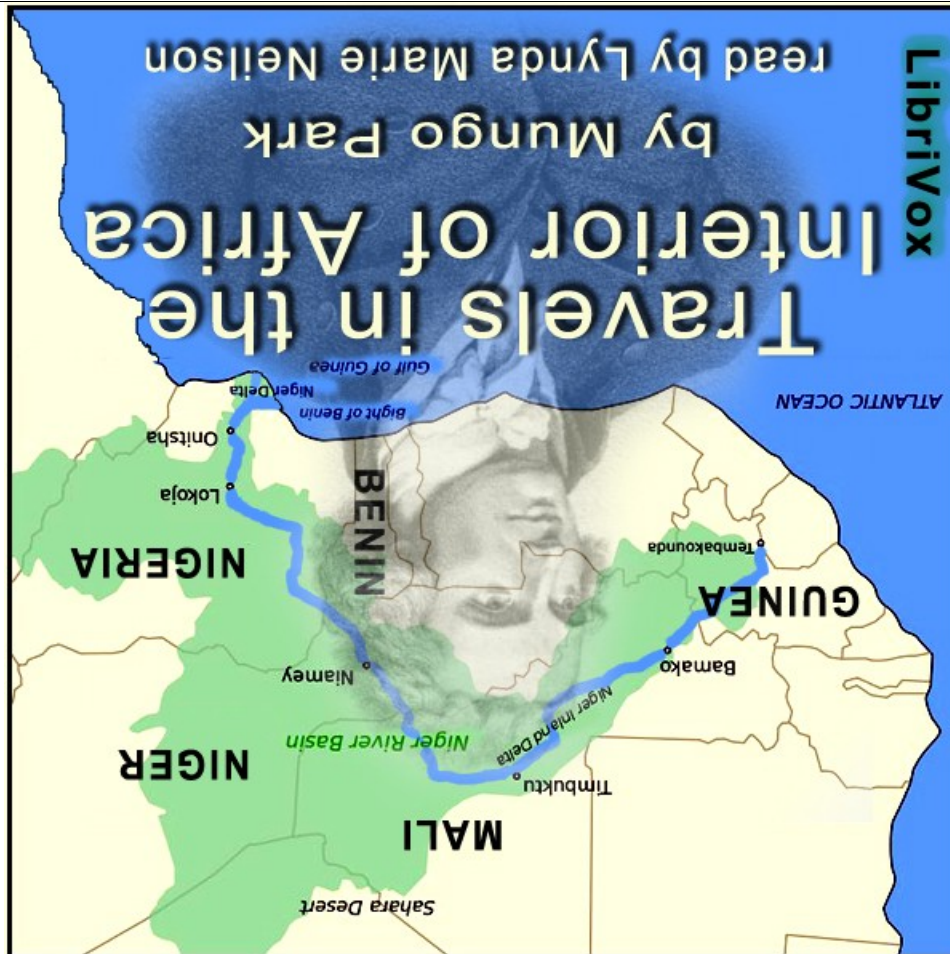 Sahara Desert
MALI
Timbuktu
NIGER
Niger River Basin
Niger Inland Delta
Bamako
Niamey
GUINEA
Tembakounda
NIGERIA
BENIN
Lokoja
Onitsha
ATLANTIC OCEAN
Bight of Benin
Niger Delta
Gulf of Guinea
Travels in the
Interior of Africa
by Mungo Park
read by Lynda Marie Neilson
LibriVox